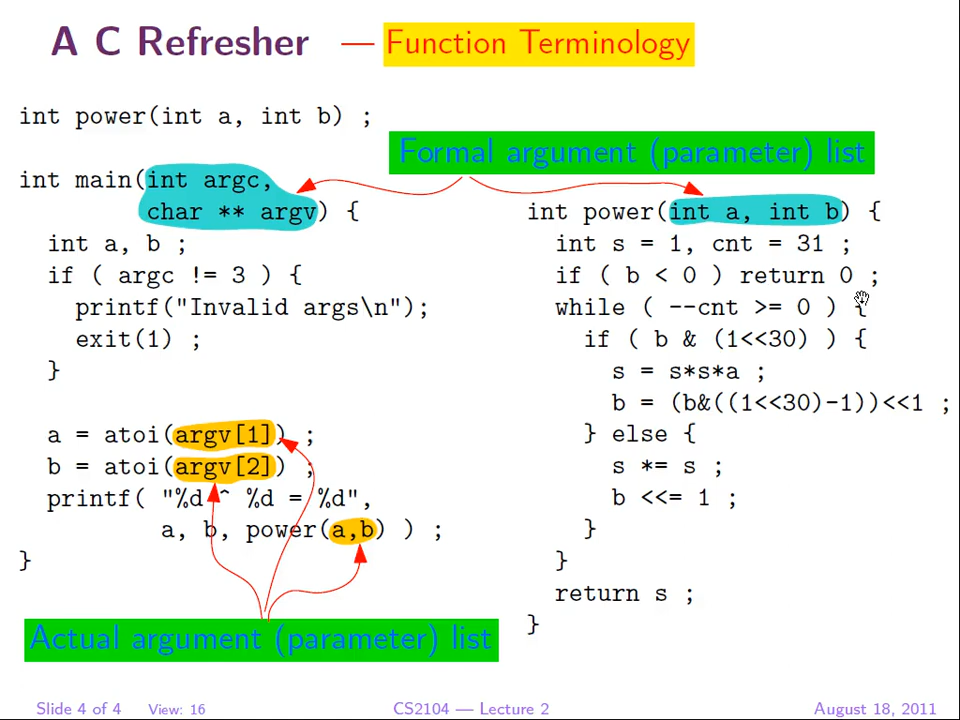 A C Refresher — Function Terminology
int power(int a, int b) ;
Formal argument (parameter) list
int main(int argc,
char ** argv) {
int a, b ;
if ( argc != 3 ) {
printf("Invalid args\n");
exit(1) ;
}
a = atoi(argv[1]) ;
b = atoi(argv[2]) ;
printf( "%d ^ %d = %d",
a, b, power(a,b) ) ;
}
Actual argument (parameter) list
int power(int a, int b) {
int s = 1, cnt = 31 ;
if ( b < 0 ) return 0 ;
while ( --cnt >= 0 ) {
if ( b & (1<<30) ) {
s = s*s*a ;
b = (b&((1<<30)-1))<<1 ;
} else {
s *= s ;
b <<= 1 ;
}
}
return s ;
}
Slide 4 of 4 View: 16 CS2104 — Lecture 2 August 18, 2011